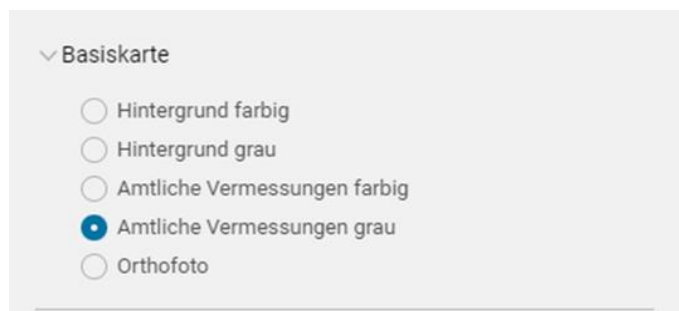 Basiskarte
Hintergrund farbig
Hintergrund grau
Amtliche Vermessungen farbig
Amtliche Vermessungen grau
Orthofoto